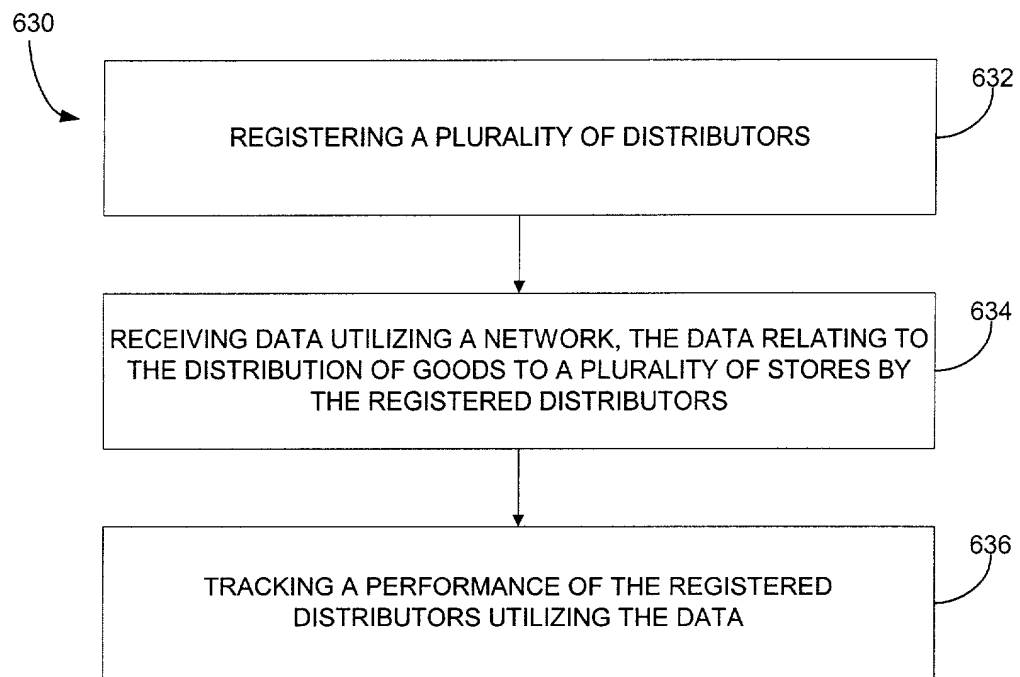 630
632
REGISTERING A PLURALITY OF DISTRIBUTORS
634
RECEIVING DATA UTILIZING A NETWORK, THE DATA RELATING TO
THE DISTRIBUTION OF GOODS TO A PLURALITY OF STORES BY
THE REGISTERED DISTRIBUTORS
636
TRACKING A PERFORMANCE OF THE REGISTERED
DISTRIBUTORS UTILIZING THE DATA